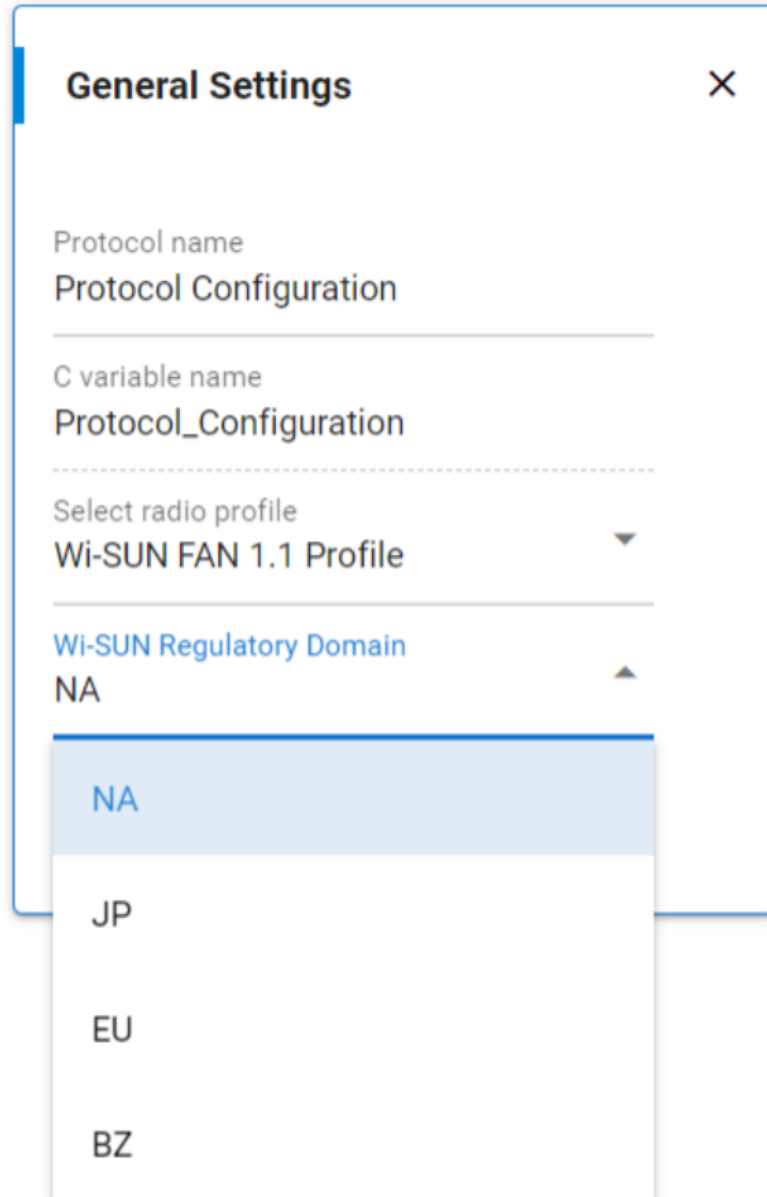 General Settings
Protocol name
Protocol Configuration
C variable name
Protocol_Configuration
Select radio profile
Wi-SUN FAN 1.1 Profile
Wi-SUN Regulatory Domain
NA
NA
JP
EU
BZ